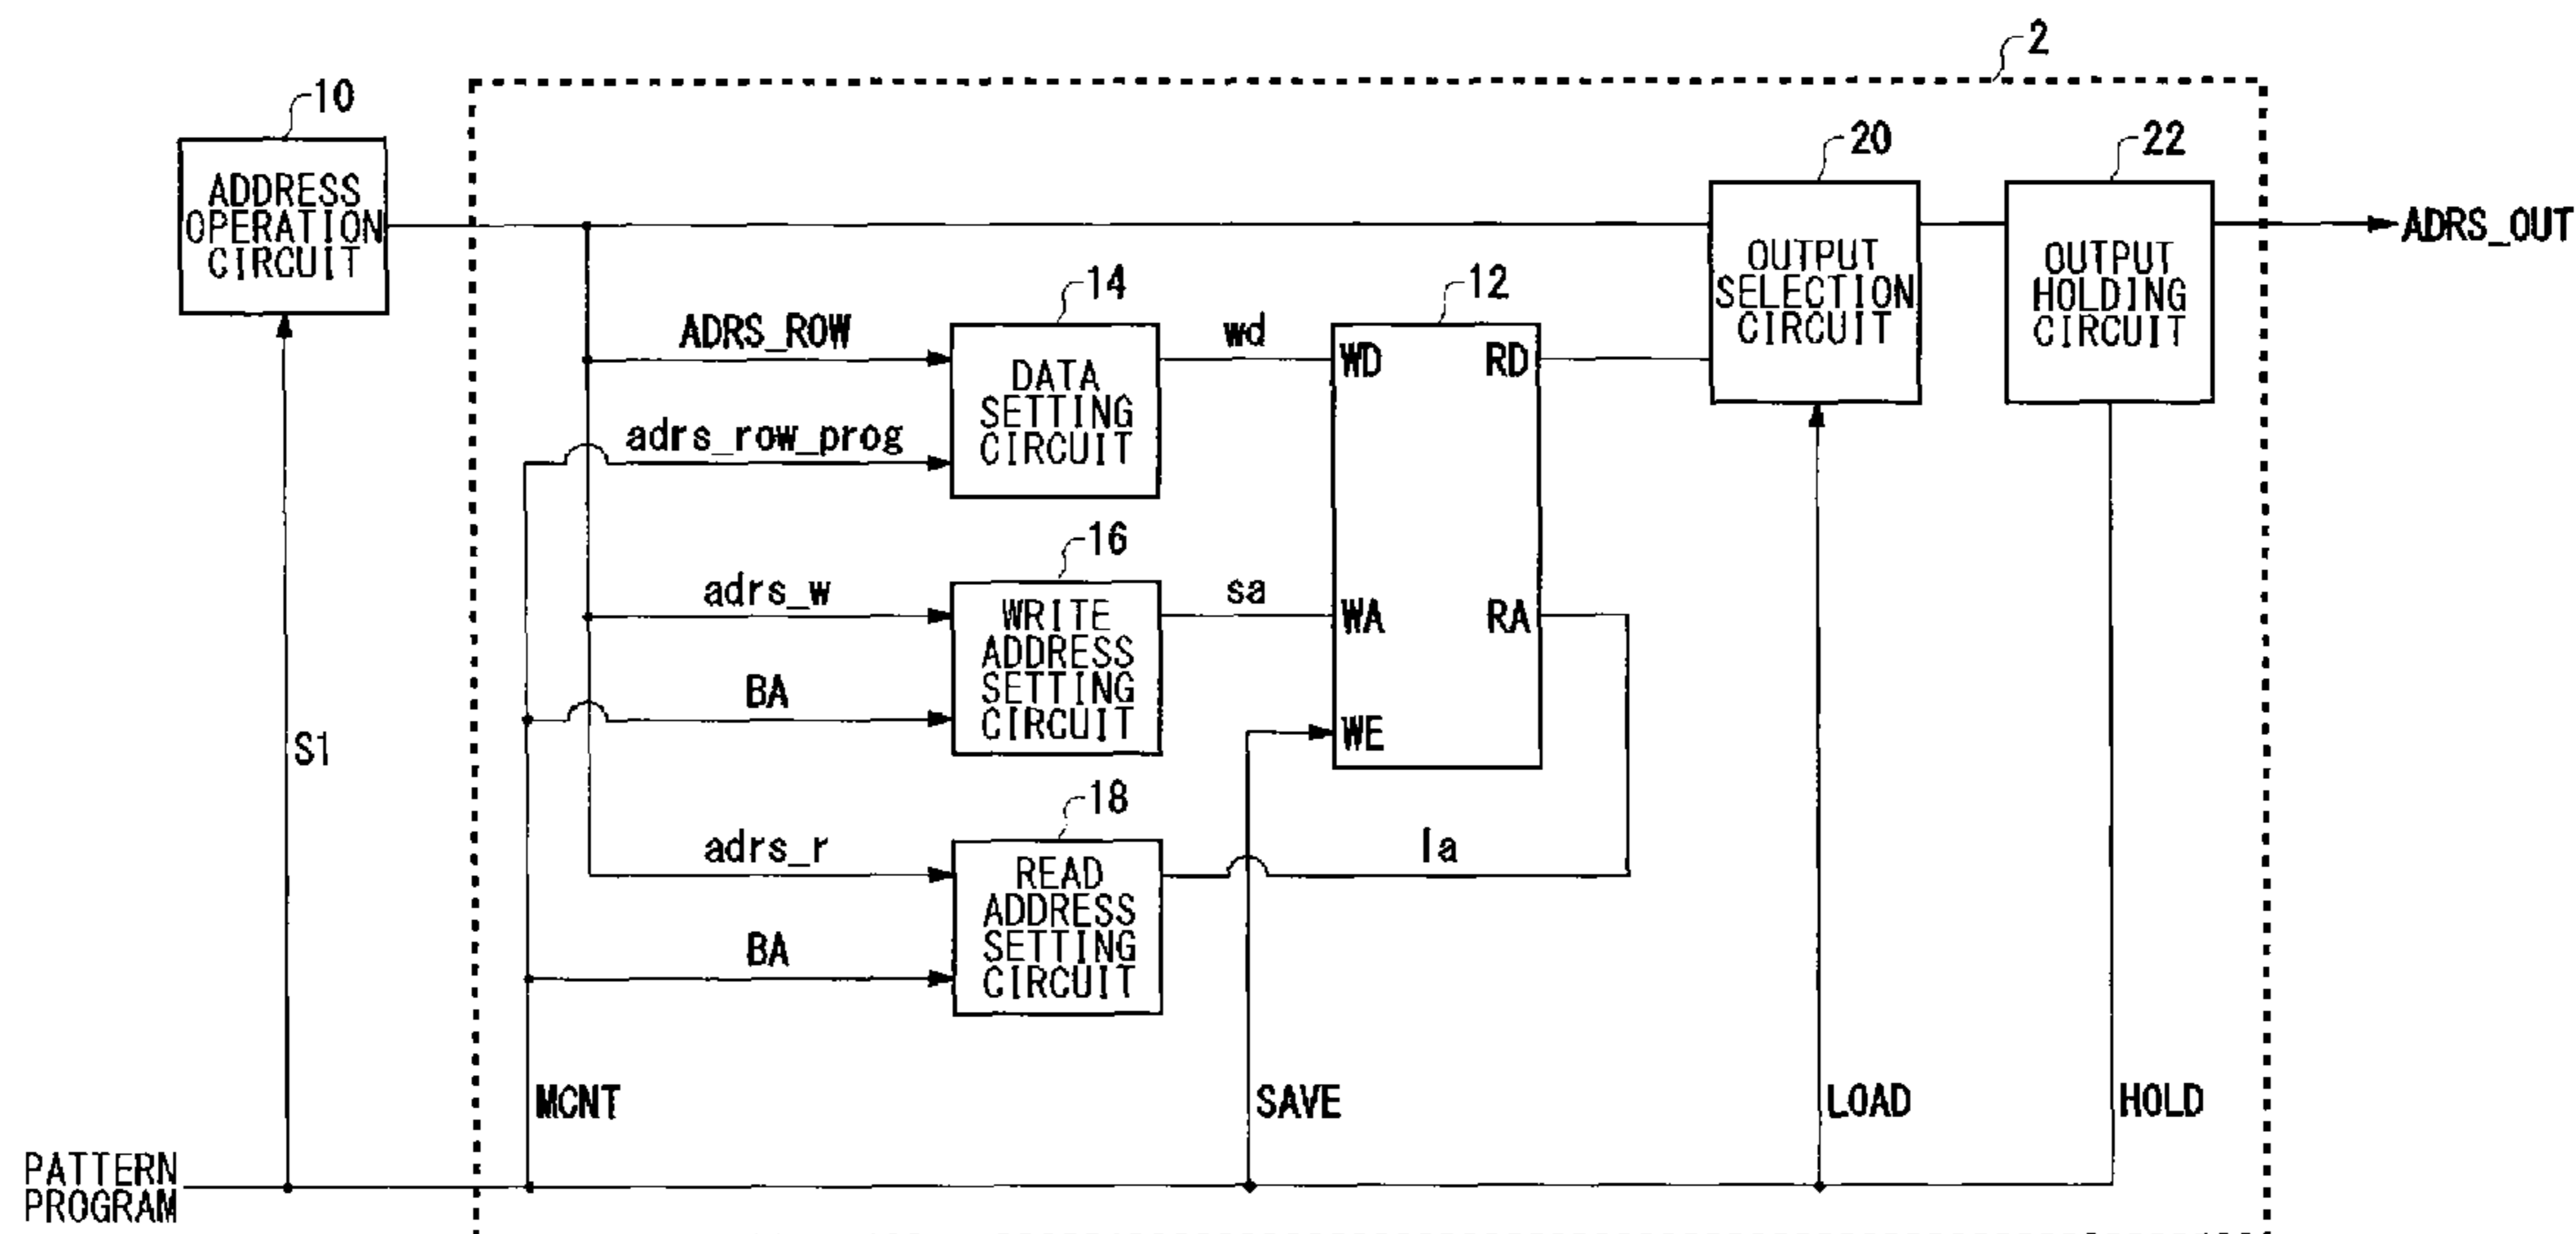 2
10
ADDRESS
OPERATION
CIRCUIT
20
OUTPUT
SELECTION
CIRCUIT
22
OUTPUT
HOLDING
CIRCUIT
ADRS_OUT
ADRS_ROW
adrs_row_prog
14
DATA
SETTING
CIRCUIT
wd
12
WD
RD
WA
RA
WE
adrs_w
BA
16
WRITE
ADDRESS
SETTING
CIRCUIT
sa
S1
adrs_r
BA
18
READ
ADDRESS
SETTING
CIRCUIT
la
MCNT
SAVE
LOAD
HOLD
PATTERN
PROGRAM